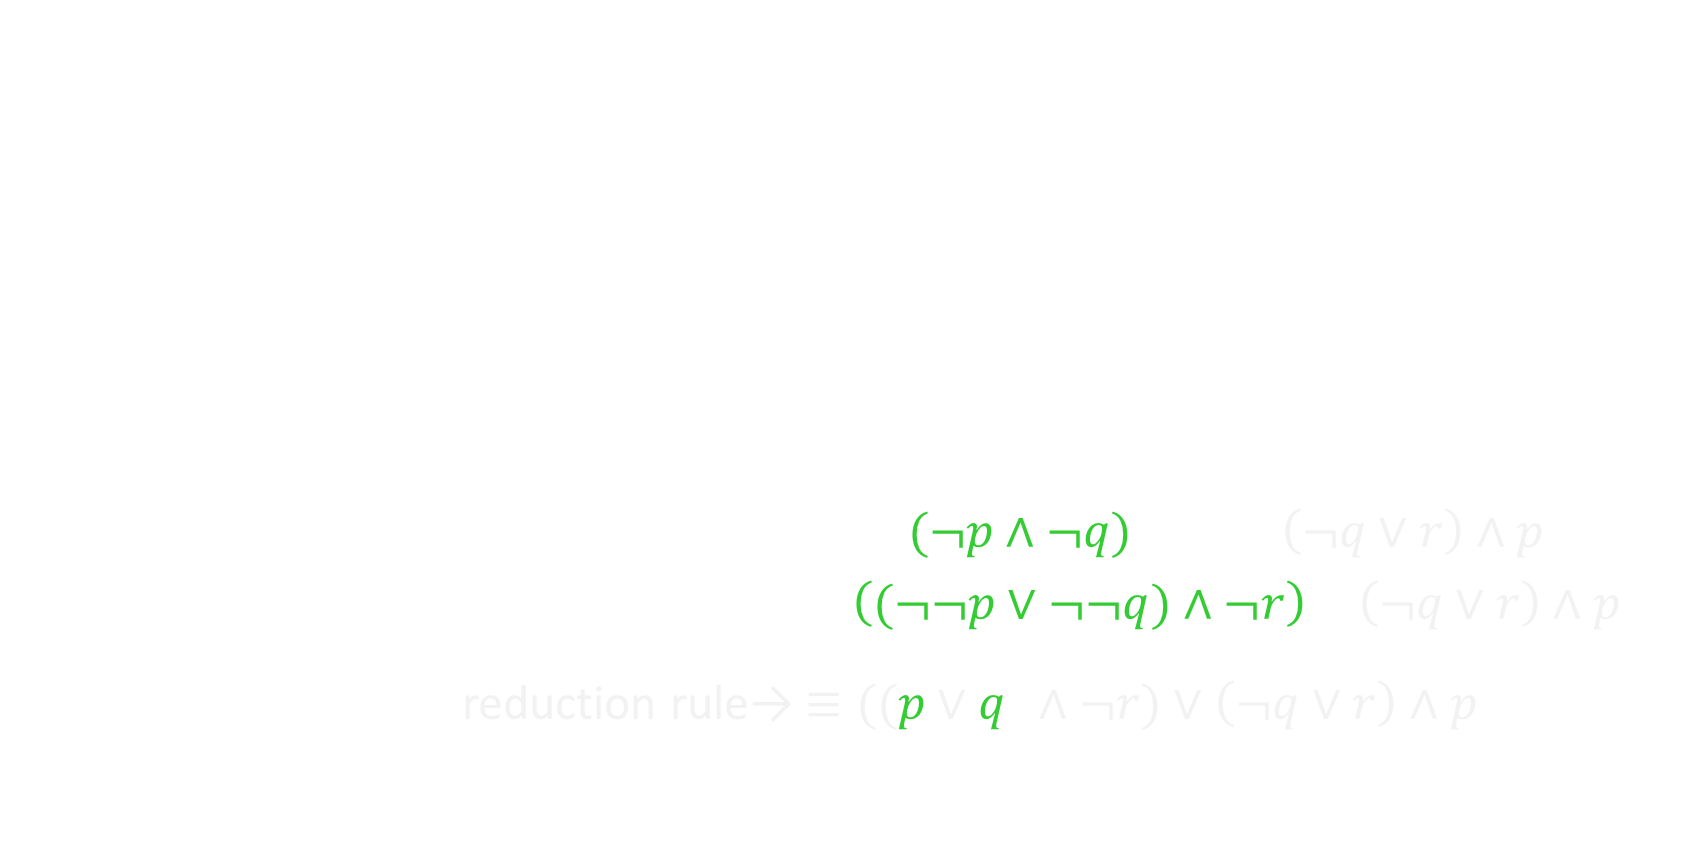 (¬p ∧ ¬q) (¬q ∨ r) ∧ p
((¬¬p ∨ ¬¬q) ∧ ¬r) (¬q ∨ r) ∧ p
reduction rule→ ≡ ((p ∨ q ∧ ¬r) ∨ (¬q ∨ r) ∧ p